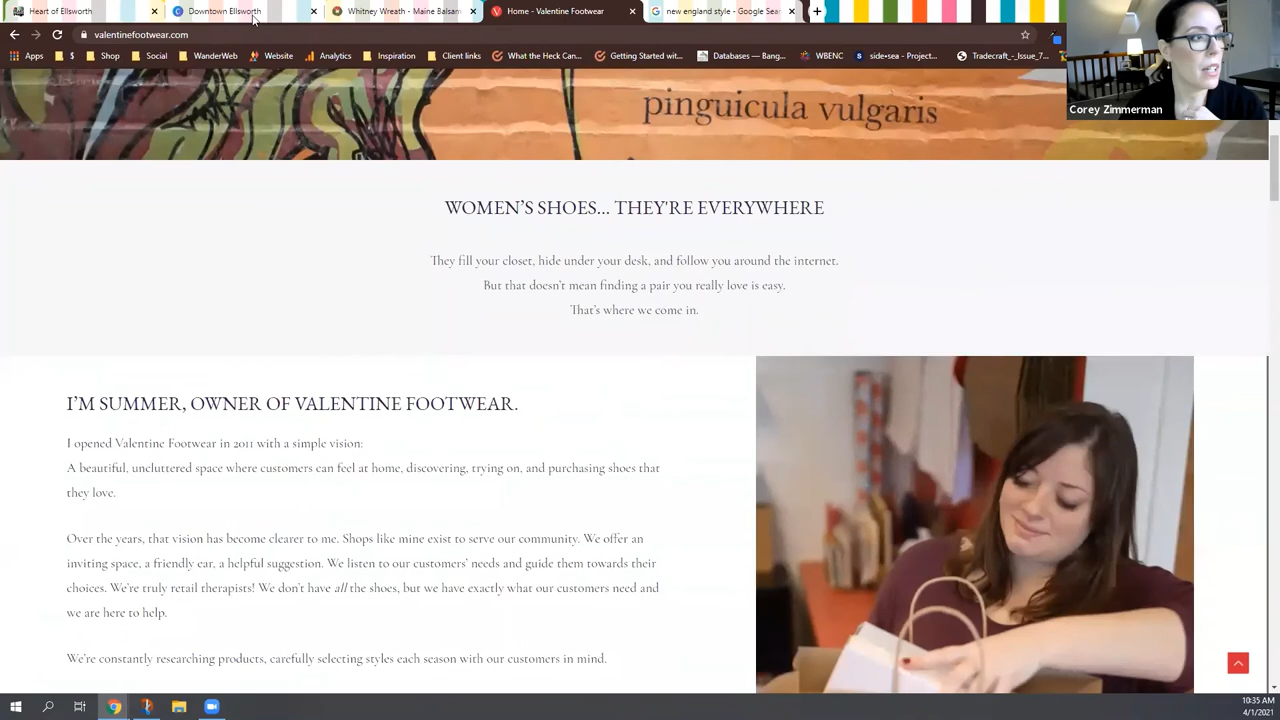 Heart of Ellsworth
Downtown Ellsworth
Whitney Wreath - Maine Balsam
Home - Valentine Footwear
new england style - Google Sear
valentinefootwear.com
Apps
$
Shop
Social
WanderWeb
Website
Analytics
Inspiration
Client links
What the Heck Can...
Getting Started wit...
Databases — Bang...
WBENC
side+sea - Project...
Tradecraft_-_Issue_7...
Corey Zimmerman
pinguicula vulgaris
WOMEN'S SHOES... THEY'RE EVERYWHERE
They fill your closet, hide under your desk, and follow you around the internet.
But that doesn't mean finding a pair you really love is easy.
That's where we come in.
I'M SUMMER, OWNER OF VALENTINE FOOTWEAR.
I opened Valentine Footwear in 2011 with a simple vision:
A beautiful, uncluttered space where customers can feel at home, discovering, trying on, and purchasing shoes that
they love.
Over the years, that vision has become clearer to me. Shops like mine exist to serve our community. We offer an
inviting space, a friendly ear, a helpful suggestion. We listen to our customers' needs and guide them towards their
choices. We're truly retail therapists! We don't have all the shoes, but we have exactly what our customers need and
we are here to help.
We're constantly researching products, carefully selecting styles each season with our customers in mind.
10:35 AM
4/1/2021